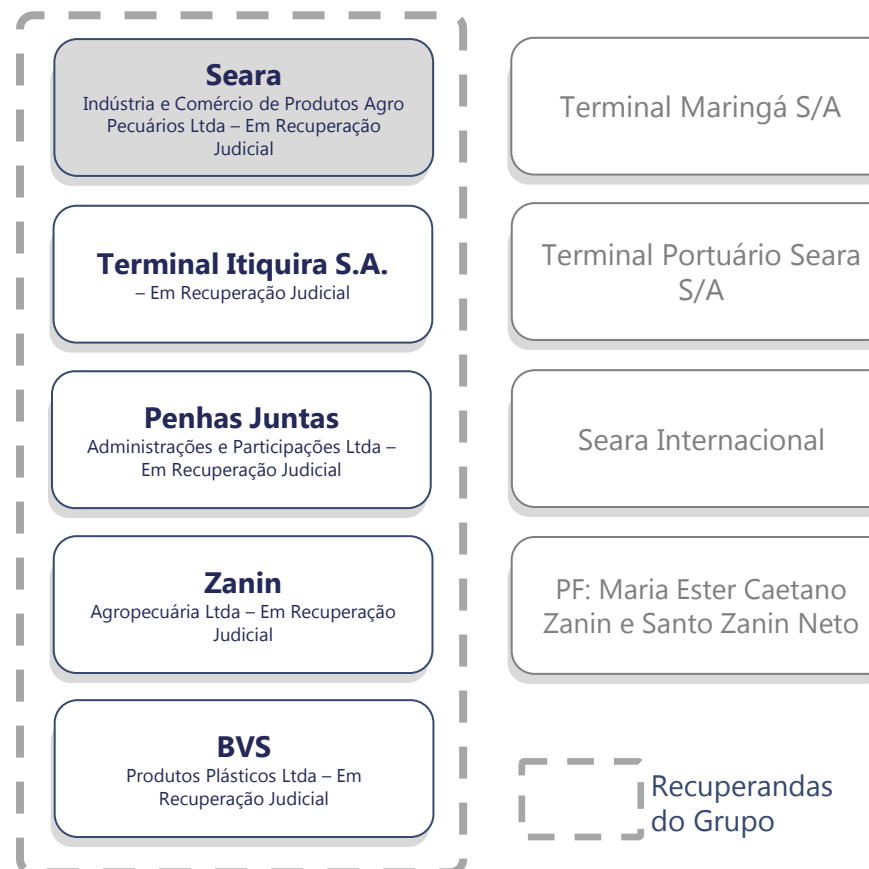 Seara
Indústria e Comércio de Produtos Agro
Pecuários Ltda – Em Recuperação
Judicial
Terminal Itiquira S.A.
– Em Recuperação Judicial
Penhas Juntas
Administrações e Participações Ltda –
Em Recuperação Judicial
Zanin
Agropecuária Ltda – Em Recuperação
Judicial
BVS
Produtos Plásticos Ltda – Em
Recuperação Judicial
Terminal Maringá S/A
Terminal Portuário Seara
S/A
Seara Internacional
PF: Maria Ester Caetano
Zanin e Santo Zanin Neto
Recuperandas
do Grupo